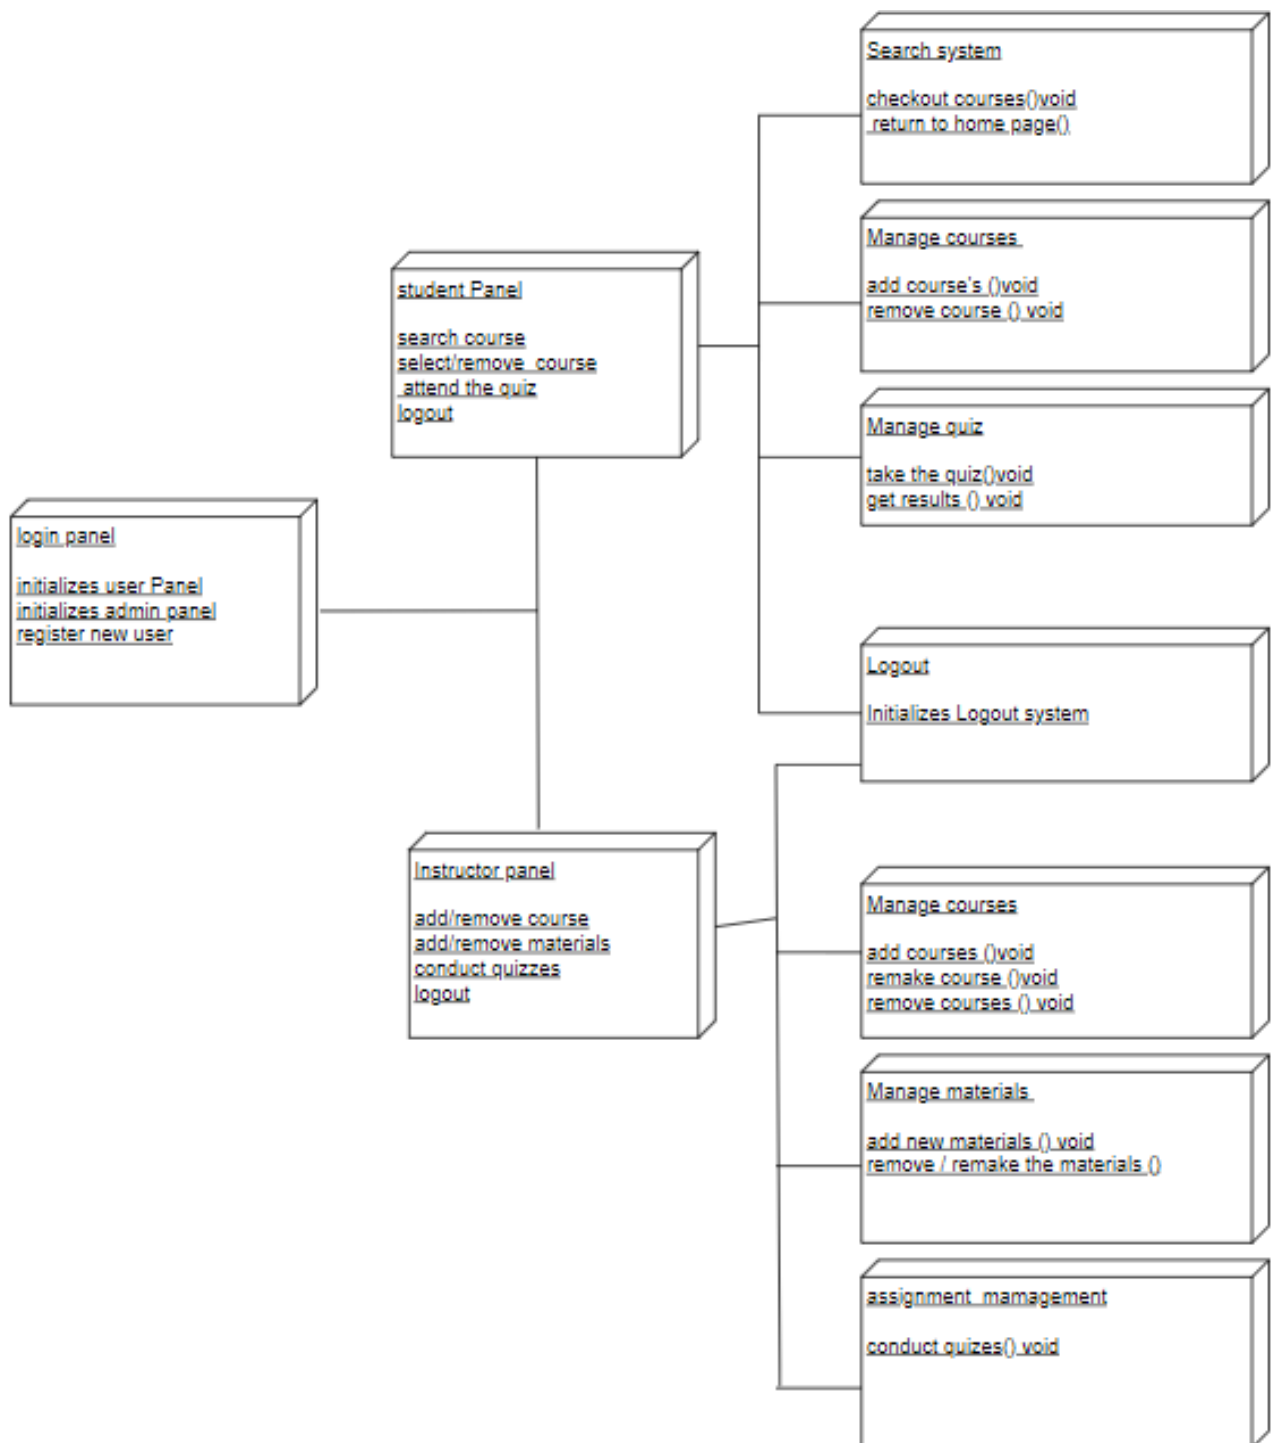 Search system
checkout courses()void
return to home page()
Manage courses
add course's ()void
remove course () void
student Panel
search course
select/remove course
attend the quiz
logout
Manage quiz
take the quiz()void
get results () void
login panel
initializes user Panel
initializes admin panel
register new user
Logout
Initializes Logout system
Instructor panel
add/remove course
add/remove materials
conduct quizzes
logout
Manage courses
add courses ()void
remake course ()void
remove courses () void
Manage materials
add new materials () void
remove / remake the materials ()
assignment mamagement
conduct quizes() void